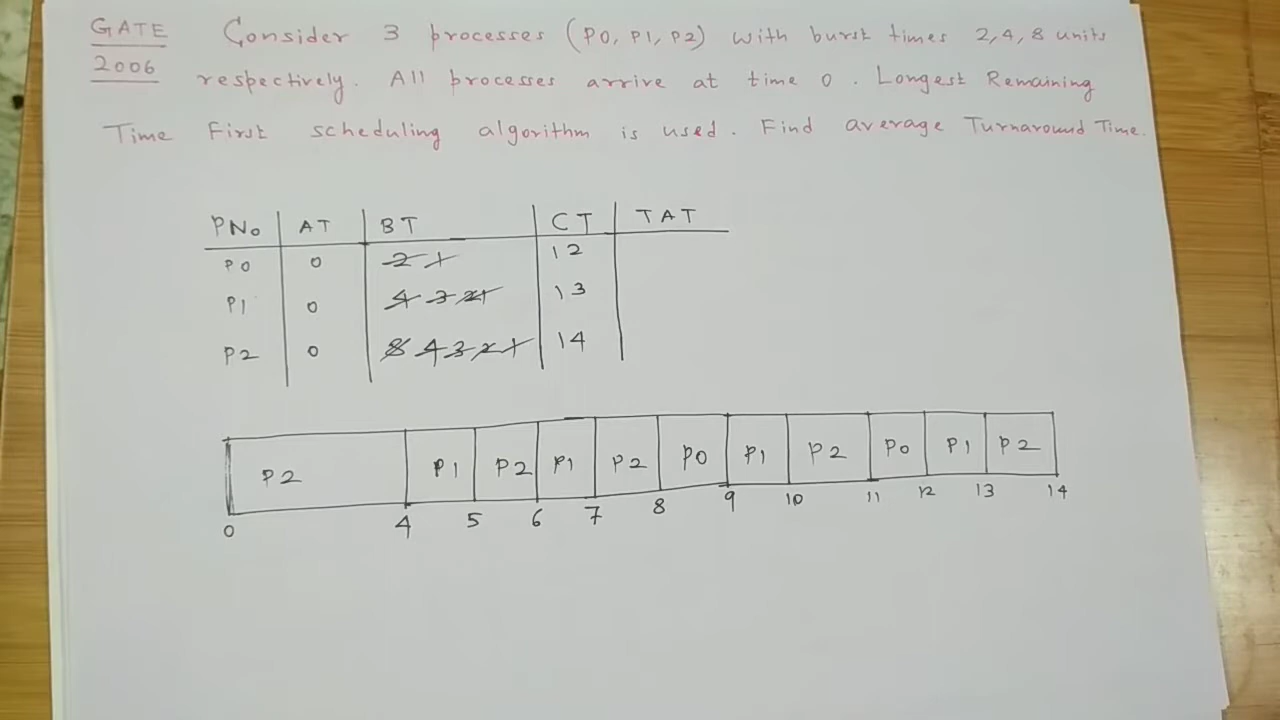 GATE Consider 3 processes (P0, P1, P2) with burst times 2, 4, 8 units
2006 respectively. All processes arrive at time 0. Longest Remaining
Time First scheduling algorithm is used. Find average Turnaround Time.
PNo AT BT CT TAT
P0 0 2 1 12
P1 0 4 3 2 1 13
P2 0 8 4 3 2 1 14
P2 P1 P2 P1 P2 P0 P1 P2 P0 P1 P2
0 4 5 6 7 8 9 10 11 12 13 14